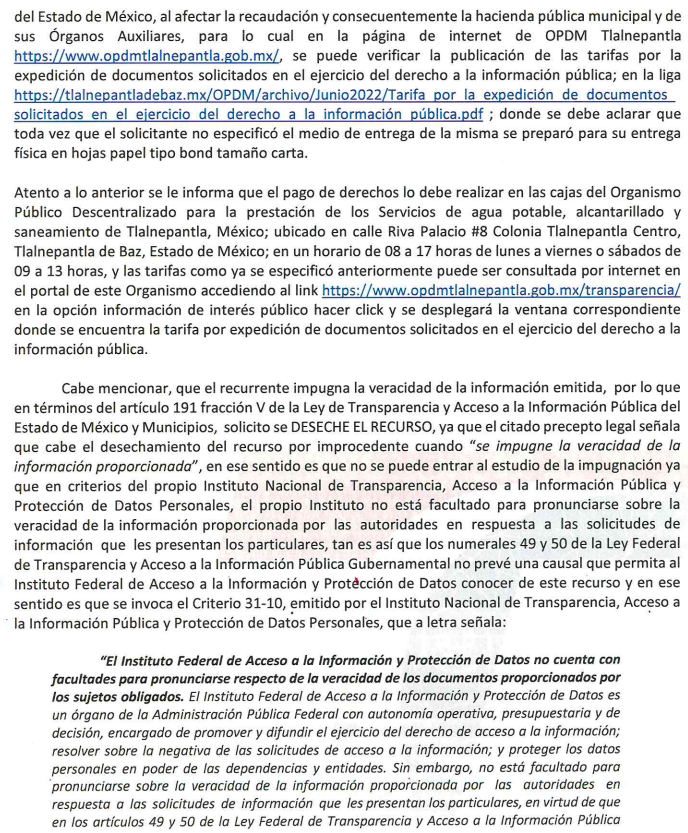 del Estado de México, al afectar la recaudación y consecuentemente la hacienda pública municipal y de
sus Órganos Auxiliares, para lo cual en la página de internet de OPDM Tlalnepantla
https://www.opdmtlalnepantla.gob.mx/, se puede verificar la publicación de las tarifas por la
expedición de documentos solicitados en el ejercicio del derecho a la información pública; en la liga
https://tlalnepantladebaz.mx/OPDM/archivo/Junio2022/Tarifa_por_la_expedición_de_documentos_
solicitados_en_el_ejercicio_del_derecho_a_la_información_pública.pdf ; donde se debe aclarar que
toda vez que el solicitante no especificó el medio de entrega de la misma se preparó para su entrega
física en hojas papel tipo bond tamaño carta.
Atento a lo anterior se le informa que el pago de derechos lo debe realizar en las cajas del Organismo
Público Descentralizado para la prestación de los Servicios de agua potable, alcantarillado y
saneamiento de Tlalnepantla, México; ubicado en calle Riva Palacio #8 Colonia Tlalnepantla Centro,
Tlalnepantla de Baz, Estado de México; en un horario de 08 a 17 horas de lunes a viernes o sábados de
09 a 13 horas, y las tarifas como ya se especificó anteriormente puede ser consultada por internet en
el portal de este Organismo accediendo al link https://www.opdmtlalnepantla.gob.mx/transparencia/
en la opción información de interés público hacer click y se desplegará la ventana correspondiente
donde se encuentra la tarifa por expedición de documentos solicitados en el ejercicio del derecho a la
información pública.
Cabe mencionar, que el recurrente impugna la veracidad de la información emitida, por lo que
en términos del artículo 191 fracción V de la Ley de Transparencia y Acceso a la Información Pública del
Estado de México y Municipios, solicito se DESECHE EL RECURSO, ya que el citado precepto legal señala
que cabe el desechamiento del recurso por improcedente cuando "se impugne la veracidad de la
información proporcionada", en ese sentido es que no se puede entrar al estudio de la impugnación ya
que en criterios del propio Instituto Nacional de Transparencia, Acceso a la Información Pública y
Protección de Datos Personales, el propio Instituto no está facultado para pronunciarse sobre la
veracidad de la información proporcionada por las autoridades en respuesta a las solicitudes de
información que les presentan los particulares, tan es así que los numerales 49 y 50 de la Ley Federal
de Transparencia y Acceso a la Información Pública Gubernamental no prevé una causal que permita al
Instituto Federal de Acceso a la Información y Protección de Datos conocer de este recurso y en ese
sentido es que se invoca el Criterio 31-10, emitido por el Instituto Nacional de Transparencia, Acceso a
la Información Pública y Protección de Datos Personales, que a letra señala:
"El Instituto Federal de Acceso a la Información y Protección de Datos no cuenta con
facultades para pronunciarse respecto de la veracidad de los documentos proporcionados por
los sujetos obligados. El Instituto Federal de Acceso a la Información y Protección de Datos es
un órgano de la Administración Pública Federal con autonomía operativa, presupuestaria y de
decisión, encargado de promover y difundir el ejercicio del derecho de acceso a la información;
resolver sobre la negativa de las solicitudes de acceso a la información; y proteger los datos
personales en poder de las dependencias y entidades. Sin embargo, no está facultado para
pronunciarse sobre la veracidad de la información proporcionada por las autoridades en
respuesta a las solicitudes de información que les presentan los particulares, en virtud de que
en los artículos 49 y 50 de la Ley Federal de Transparencia y Acceso a la Información Pública